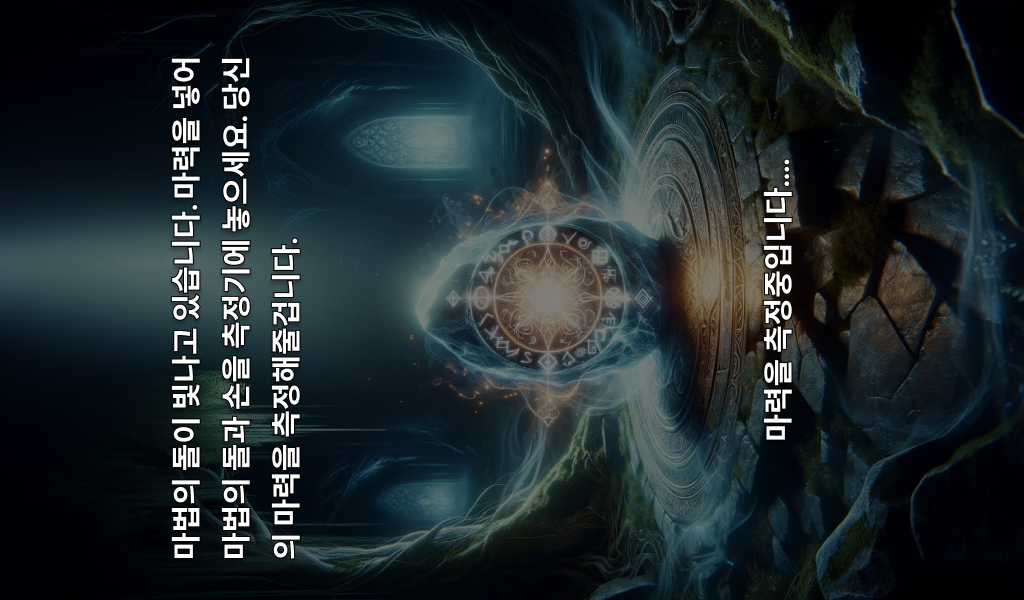 마법의 돌이 빛나고 있습니다. 마력을 넣어
마법의 돌과 손을 측정기에 놓으세요. 당신
의 마력을 측정해줄겁니다.
마력을 측정중입니다....